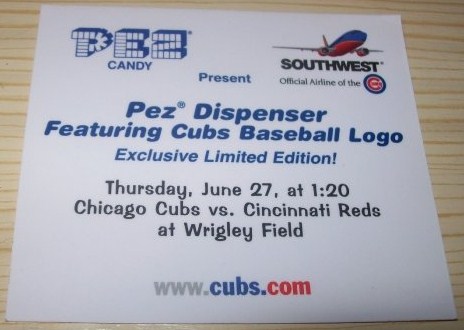 PEZ®
CANDY
SOUTHWEST®
Official Airline of the
Present
Pez® Dispenser
Featuring Cubs Baseball Logo
Exclusive Limited Edition!
Thursday, June 27, at 1:20
Chicago Cubs vs. Cincinnati Reds
at Wrigley Field
www.cubs.com